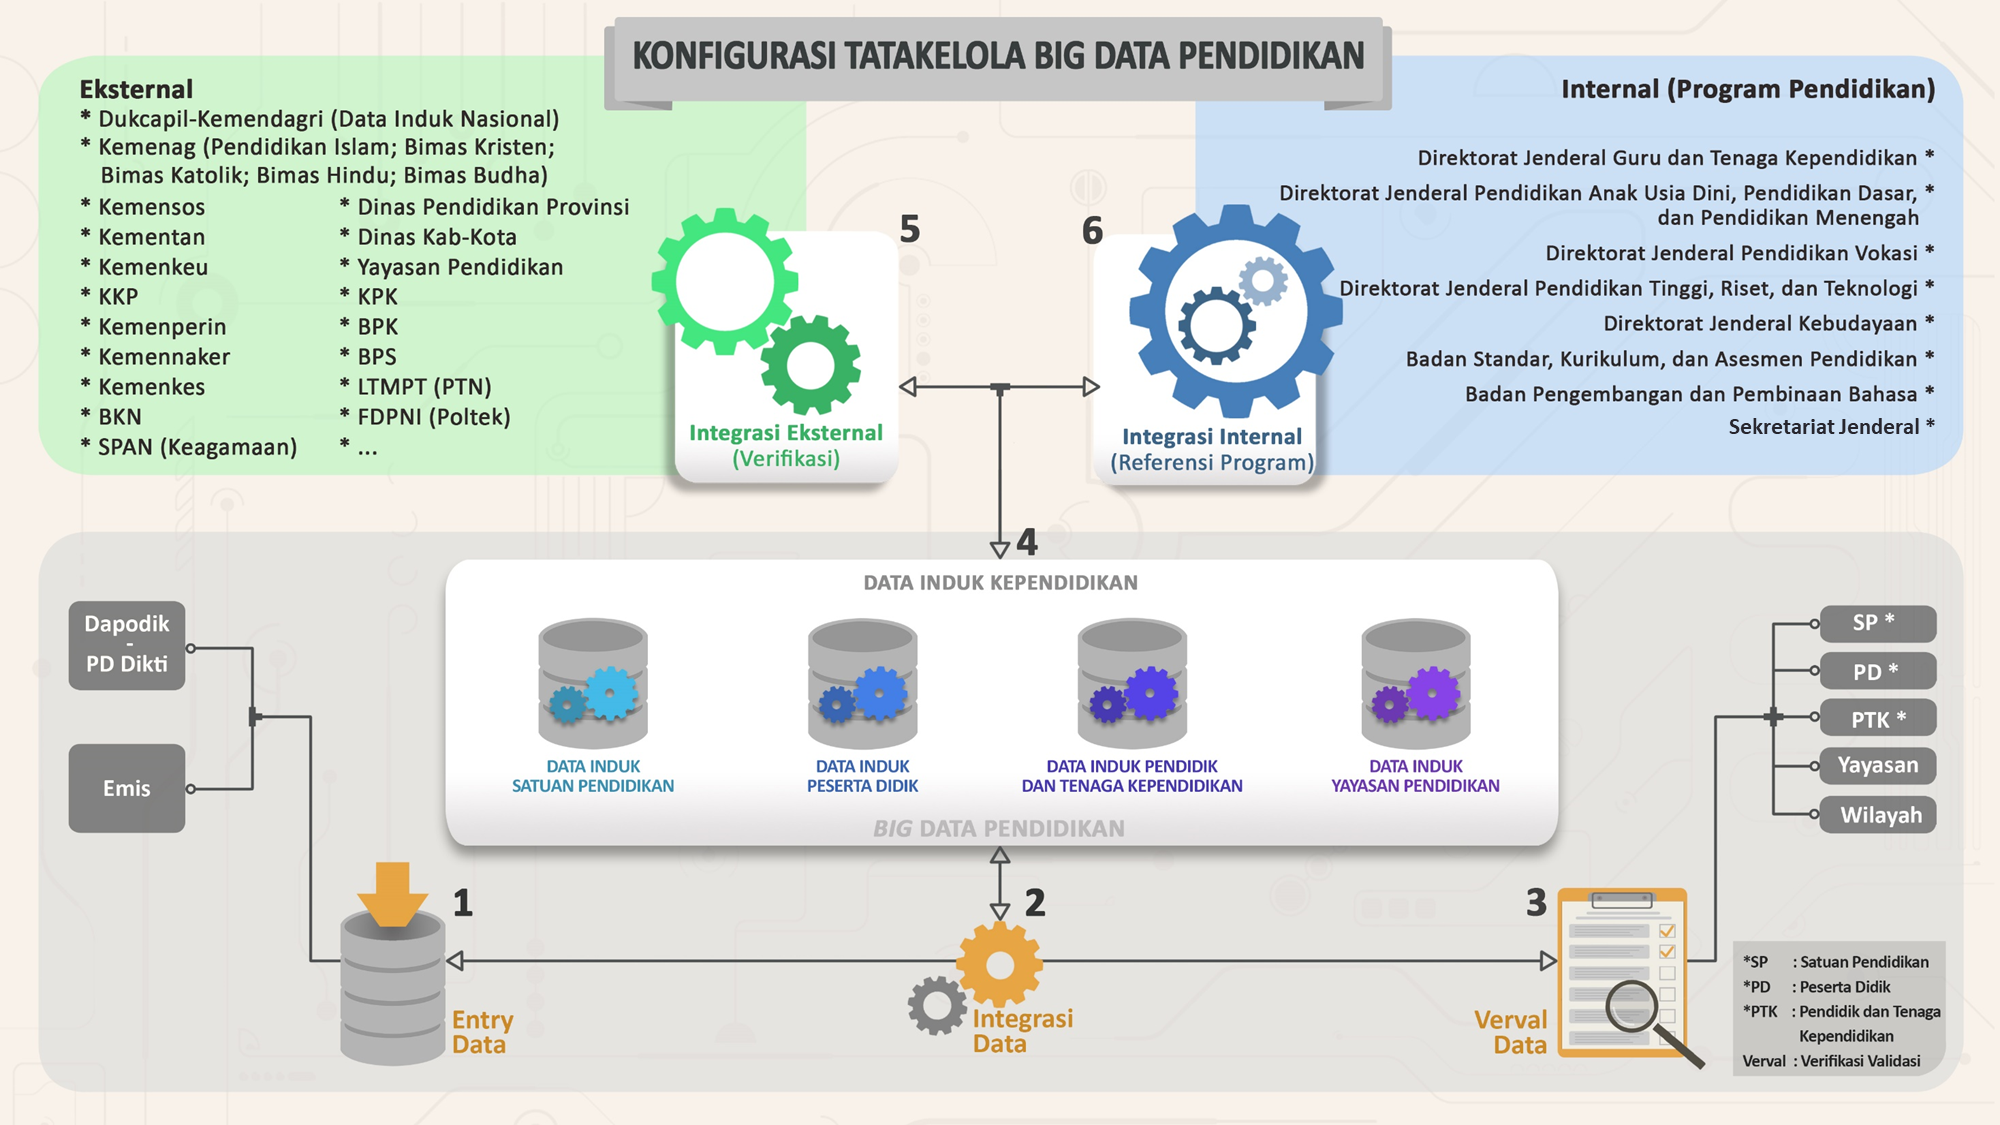 KONFIGURASI TATAKELOLA BIG DATA PENDIDIKAN
Eksternal
* Dukcapil-Kemendagri (Data Induk Nasional)
* Kemenag (Pendidikan Islam; Bimas Kristen;
Bimas Katolik; Bimas Hindu; Bimas Budha)
* Kemensos
* Kementan
* Kemenkeu
* KKP
* Kemenperin
* Kemennaker
* Kemenkes
* BKN
* SPAN (Keagamaan)
* Dinas Pendidikan Provinsi
* Dinas Kab-Kota
* Yayasan Pendidikan
* KPK
* BPK
* BPS
* LTMPT (PTN)
* FDPNI (Poltek)
* ...
5
Integrasi Eksternal
(Verifikasi)
6
Integrasi Internal
(Referensi Program)
Internal (Program Pendidikan)
Direktorat Jenderal Guru dan Tenaga Kependidikan *
Direktorat Jenderal Pendidikan Anak Usia Dini, Pendidikan Dasar, *
dan Pendidikan Menengah
Direktorat Jenderal Pendidikan Vokasi *
Direktorat Jenderal Pendidikan Tinggi, Riset, dan Teknologi *
Direktorat Jenderal Kebudayaan *
Badan Standar, Kurikulum, dan Asesmen Pendidikan *
Badan Pengembangan dan Pembinaan Bahasa *
Sekretariat Jenderal *
4
DATA INDUK KEPENDIDIKAN
DATA INDUK
SATUAN PENDIDIKAN
DATA INDUK
PESERTA DIDIK
DATA INDUK PENDIDIK
DAN TENAGA KEPENDIDIKAN
DATA INDUK
YAYASAN PENDIDIKAN
BIG DATA PENDIDIKAN
Dapodik
-
PD Dikti
Emis
SP *
PD *
PTK *
Yayasan
Wilayah
1
Entry
Data
2
Integrasi
Data
3
Verval
Data
*SP : Satuan Pendidikan
*PD : Peserta Didik
*PTK : Pendidik dan Tenaga
Kependidikan
Verval : Verifikasi Validasi